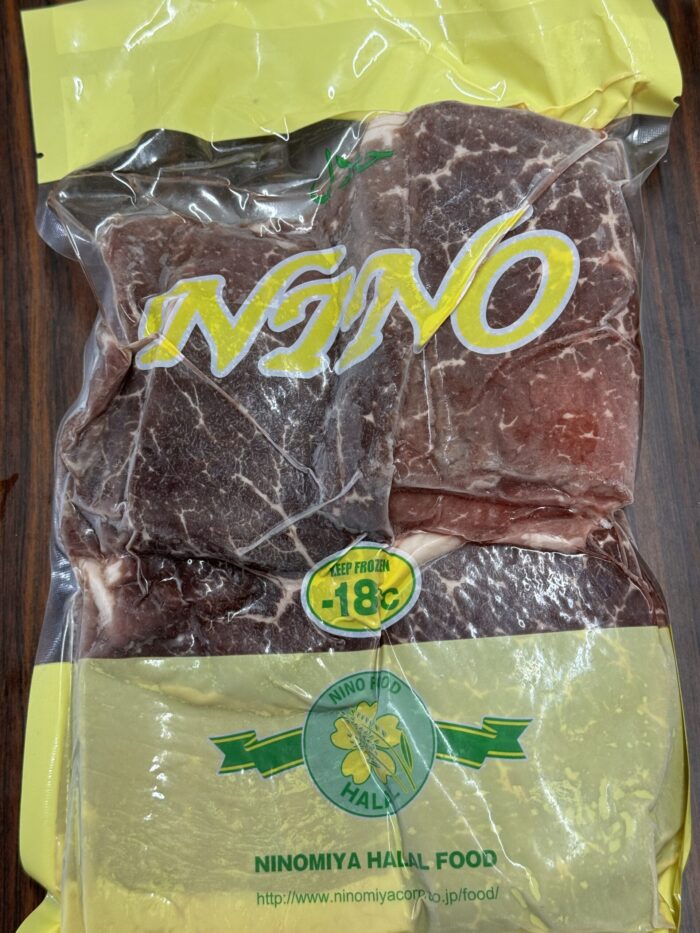 حلال
NINO
KEEP FROZEN
-18℃
NINO FOOD
HALAL
NINOMIYA HALAL FOOD
http://www.ninomiyacorp.co.jp/food/